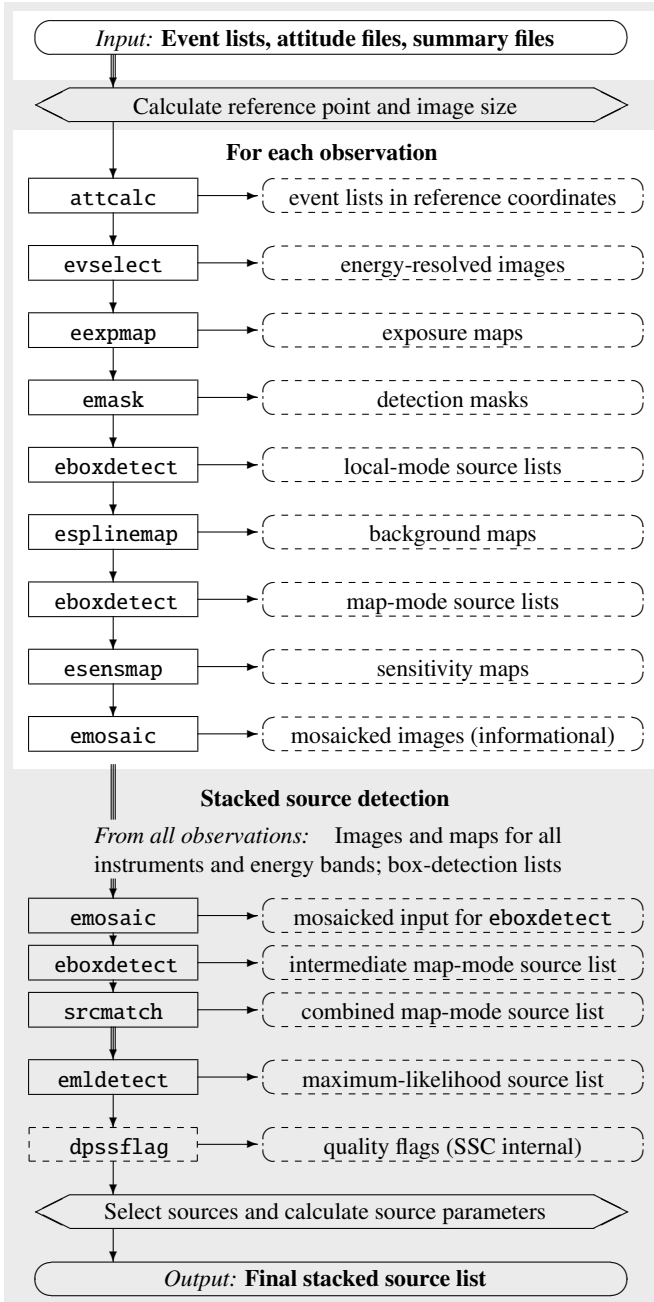 Input: Event lists, attitude files, summary files
Calculate reference point and image size
For each observation
attcalc event lists in reference coordinates
evselect energy-resolved images
eexpmap exposure maps
emask detection masks
eboxdetect local-mode source lists
esplinemap background maps
eboxdetect map-mode source lists
esensmap sensitivity maps
emosaic mosaicked images (informational)
Stacked source detection
From all observations: Images and maps for all
instruments and energy bands; box-detection lists
emosaic mosaicked input for eboxdetect
eboxdetect intermediate map-mode source list
srcmatch combined map-mode source list
emldetect maximum-likelihood source list
dpssflag quality flags (SSC internal)
Select sources and calculate source parameters
Output: Final stacked source list